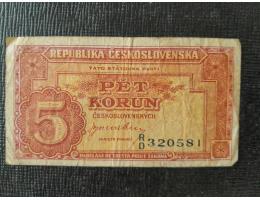 REPUBLIKA ČESKOSLOVENSKÁ
TATO STÁTOVKA PLATÍ
PĚT
5 KORUN
ČESKOSLOVENSKÝCH
R/D 320581